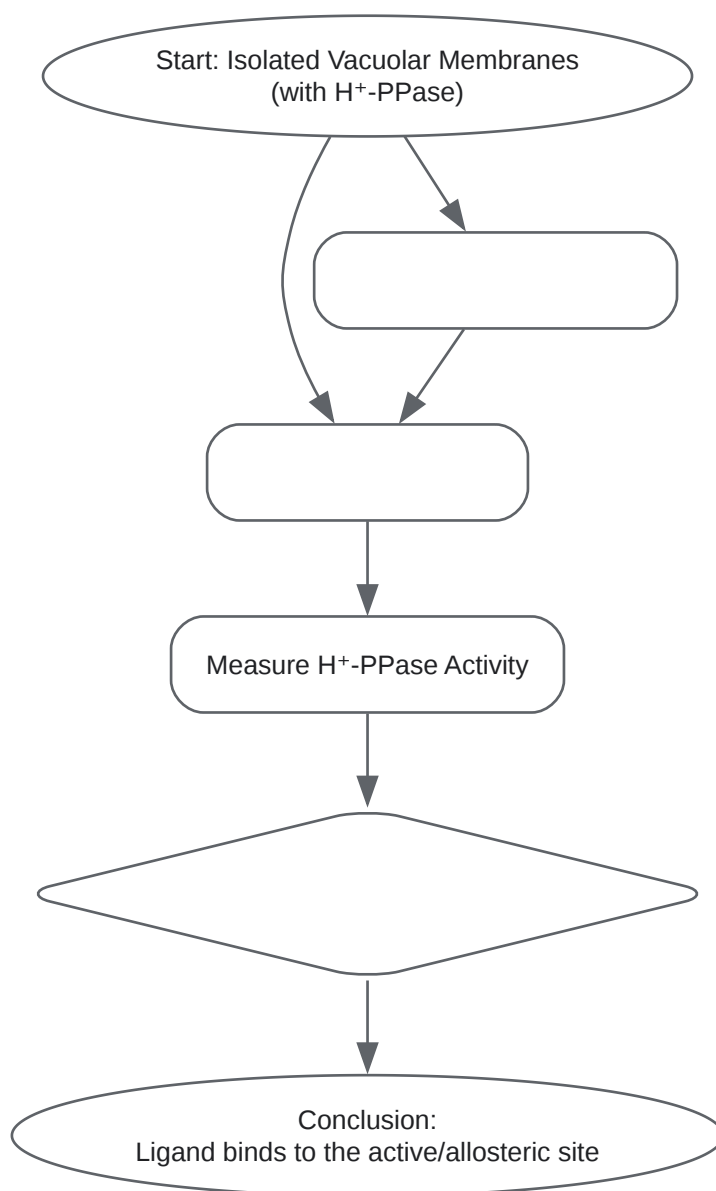 Start: Isolated Vacuolar Membranes
(with H⁺-PPase)
Measure H⁺-PPase Activity
Conclusion:
Ligand binds to the active/allosteric site